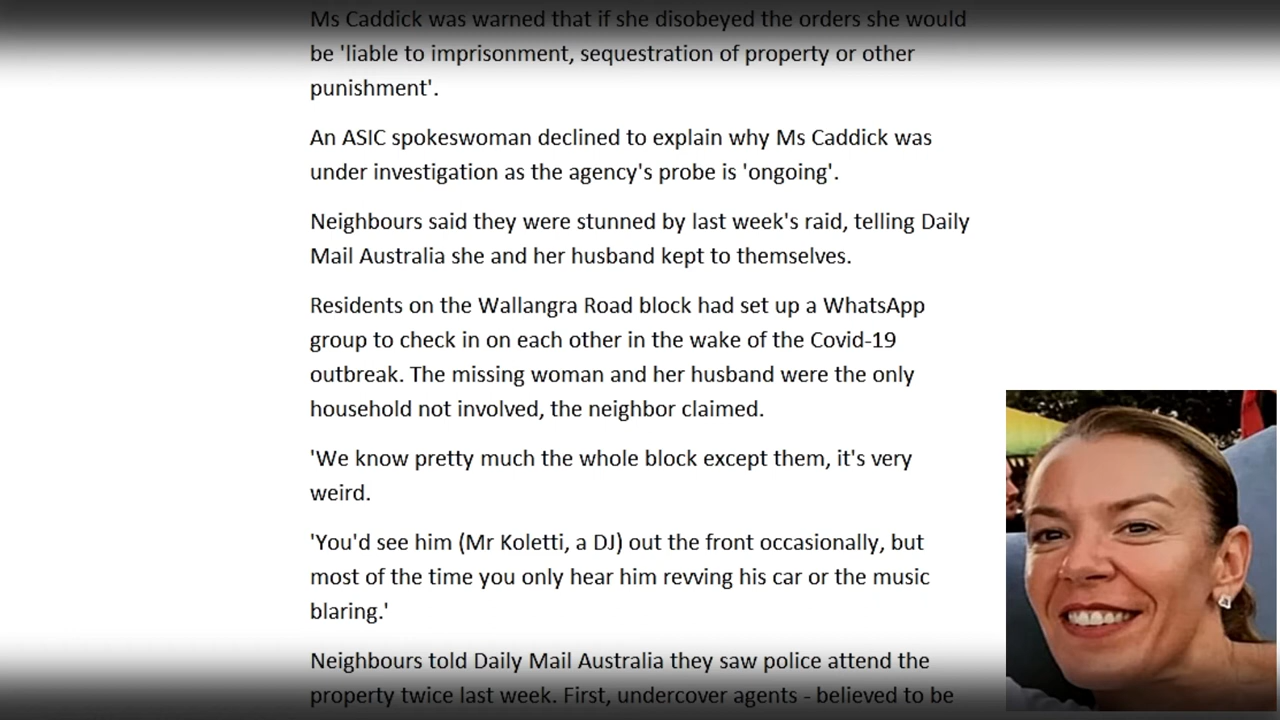 Ms Caddick was warned that if she disobeyed the orders she would
be 'liable to imprisonment, sequestration of property or other
punishment'.
An ASIC spokeswoman declined to explain why Ms Caddick was
under investigation as the agency's probe is 'ongoing'.
Neighbours said they were stunned by last week's raid, telling Daily
Mail Australia she and her husband kept to themselves.
Residents on the Wallangra Road block had set up a WhatsApp
group to check in on each other in the wake of the Covid-19
outbreak. The missing woman and her husband were the only
household not involved, the neighbor claimed.
'We know pretty much the whole block except them, it's very
weird.
'You'd see him (Mr Koletti, a DJ) out the front occasionally, but
most of the time you only hear him revving his car or the music
blaring.'
Neighbours told Daily Mail Australia they saw police attend the
property twice last week. First, undercover agents - believed to be